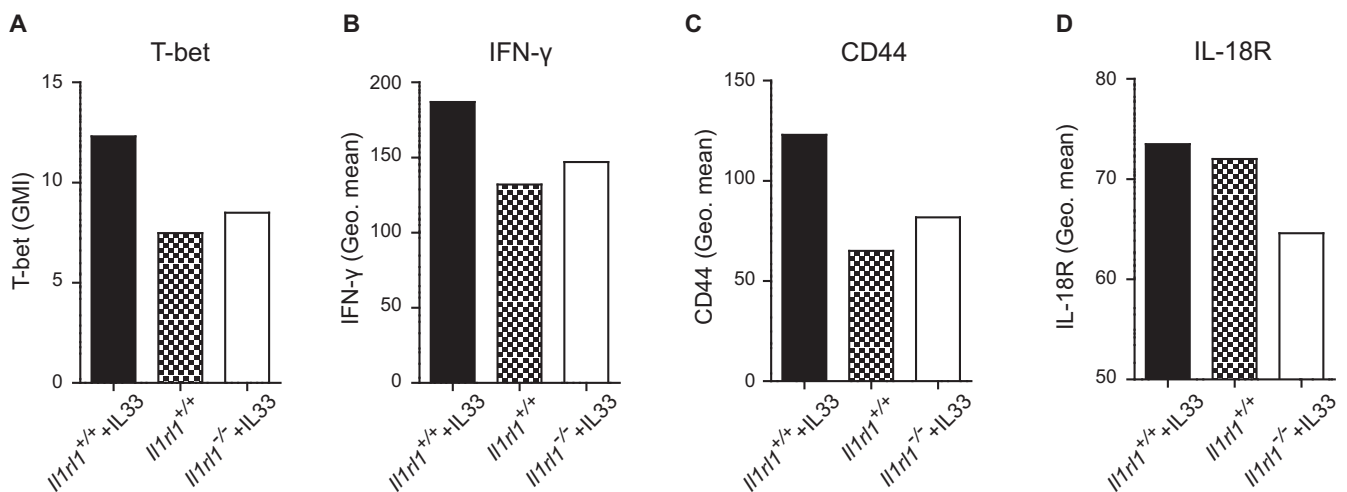 A
T-bet
T-bet (GMI)
15
10
5
0
Il1rl1+/+ +IL33
Il1rl1+/+
Il1rl1-/- +IL33
B
IFN-γ
IFN-γ (Geo. mean)
200
150
100
50
0
Il1rl1+/+ +IL33
Il1rl1+/+
Il1rl1-/- +IL33
C
CD44
CD44 (Geo. mean)
150
100
50
0
Il1rl1+/+ +IL33
Il1rl1+/+
Il1rl1-/- +IL33
D
IL-18R
IL-18R (Geo. mean)
80
70
60
50
Il1rl1+/+ +IL33
Il1rl1+/+
Il1rl1-/- +IL33